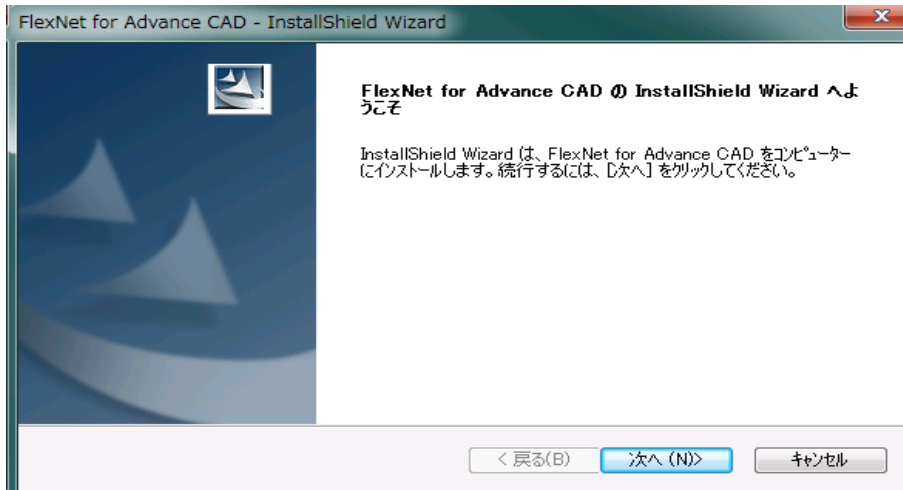 FlexNet for Advance CAD - InstallShield Wizard
FlexNet for Advance CAD の InstallShield Wizard へよ
うこそ
InstallShield Wizard は、FlexNet for Advance CAD をコンピューター
にインストールします。続行するには、[次へ] をクリックしてください。
< 戻る(B) 次へ (N)> キャンセル